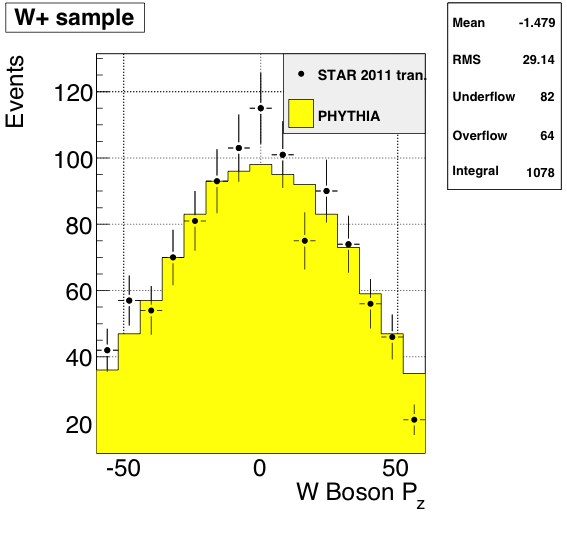 W+ sample
Events
120
100
80
60
40
20
-50
0
50
W Boson Pz
STAR 2011 tran.
PHYTHIA
Mean -1.479
RMS 29.14
Underflow 82
Overflow 64
Integral 1078